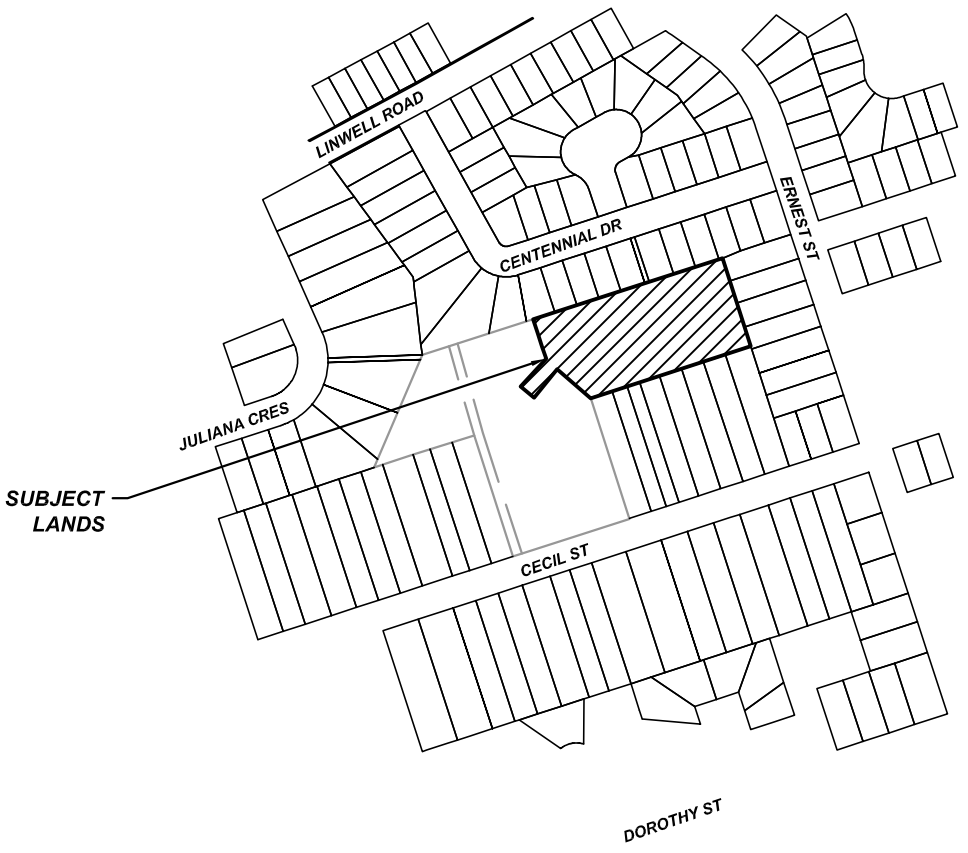 LINWELL ROAD
ERNEST ST
CENTENNIAL DR
JULIANA CRES
SUBJECT
LANDS
CECIL ST
DOROTHY ST